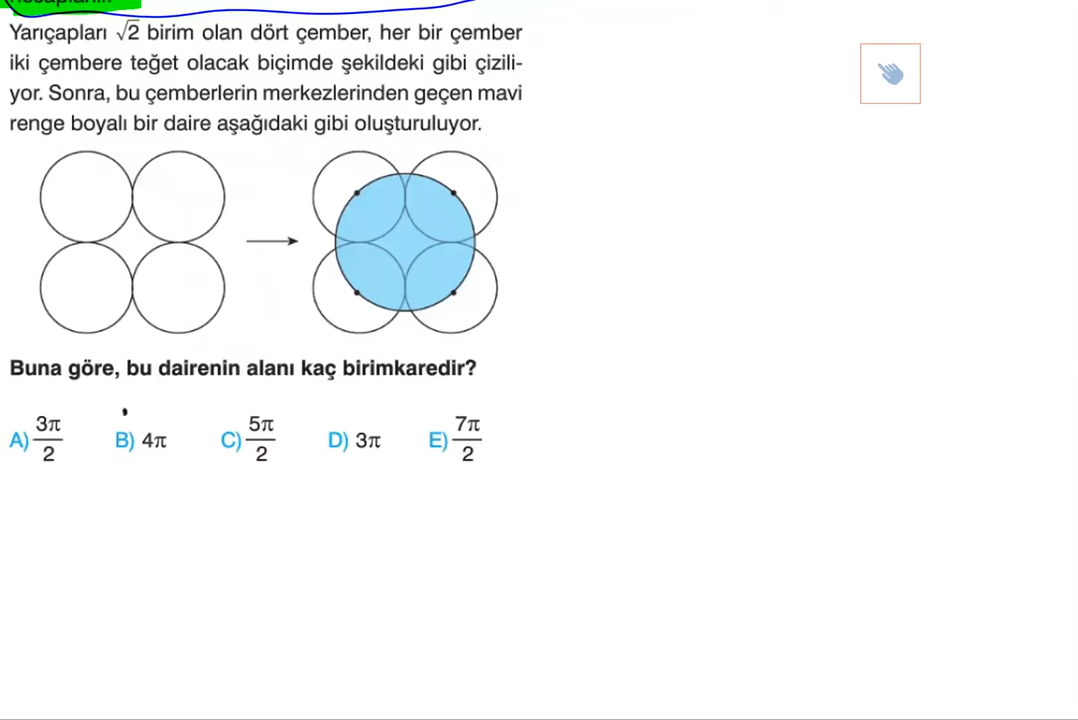 Yarıçapları √2 birim olan dört çember, her bir çember
iki çembere teğet olacak biçimde şekildeki gibi çizili-
yor. Sonra, bu çemberlerin merkezlerinden geçen mavi
renge boyalı bir daire aşağıdaki gibi oluşturuluyor.
Buna göre, bu dairenin alanı kaç birimkaredir?
A) 3π/2 B) 4π C) 5π/2 D) 3π E) 7π/2